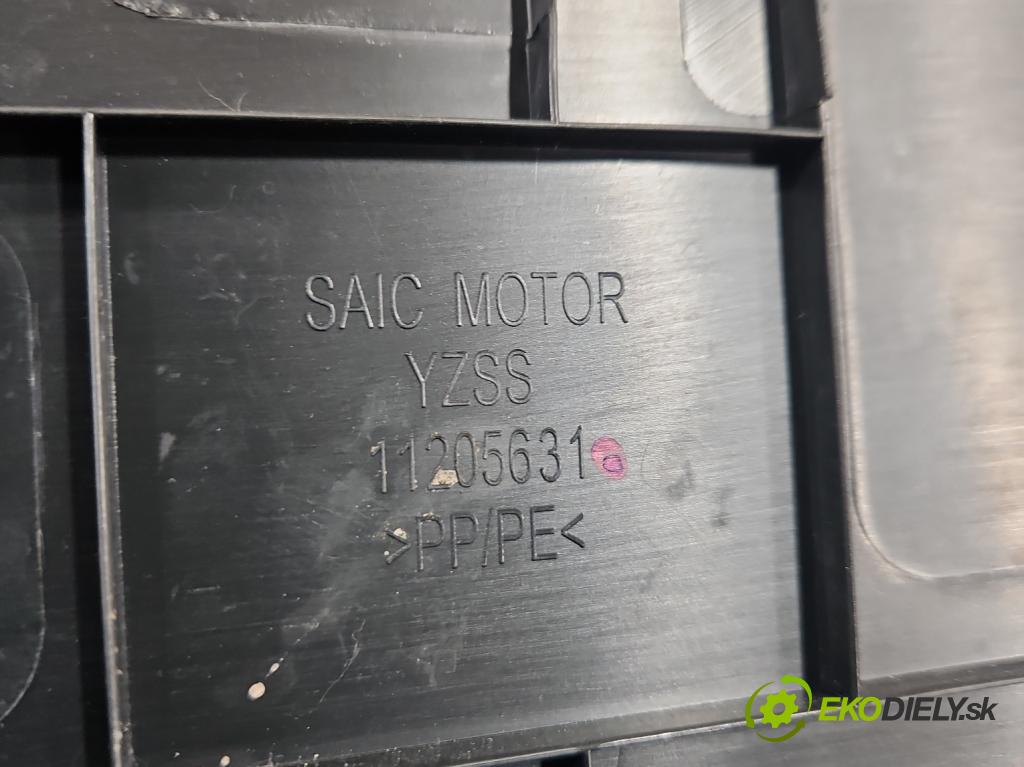 SAIC MOTOR
YZSS
11205631
>PP/PE<
EKODIELY.sk